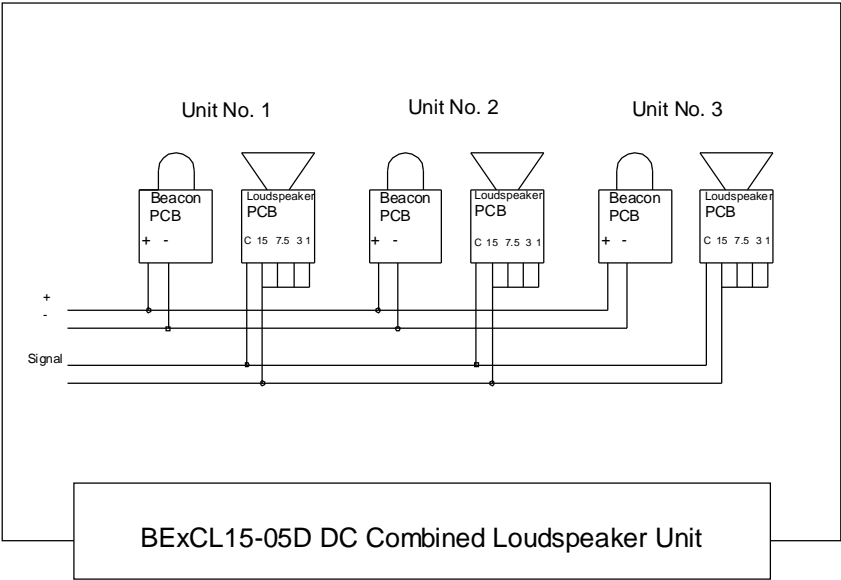 Unit No. 1
Unit No. 2
Unit No. 3
Beacon
PCB
+ -
Loudspeaker
PCB
C 15 7.5 3 1
Beacon
PCB
+ -
Loudspeaker
PCB
C 15 7.5 3 1
Beacon
PCB
+ -
Loudspeaker
PCB
C 15 7.5 3 1
+
-
Signal
BExCL15-05D DC Combined Loudspeaker Unit